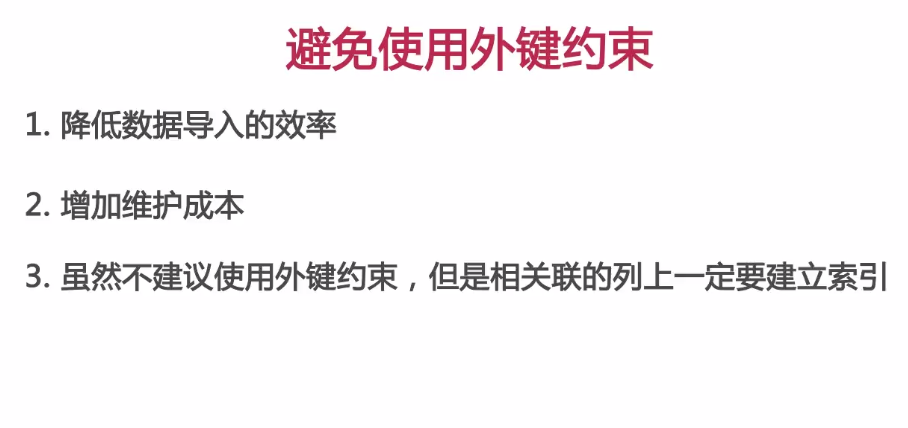 避免使用外键约束
1. 降低数据导入的效率
2. 增加维护成本
3. 虽然不建议使用外键约束，但是相关联的列上一定要建立索引